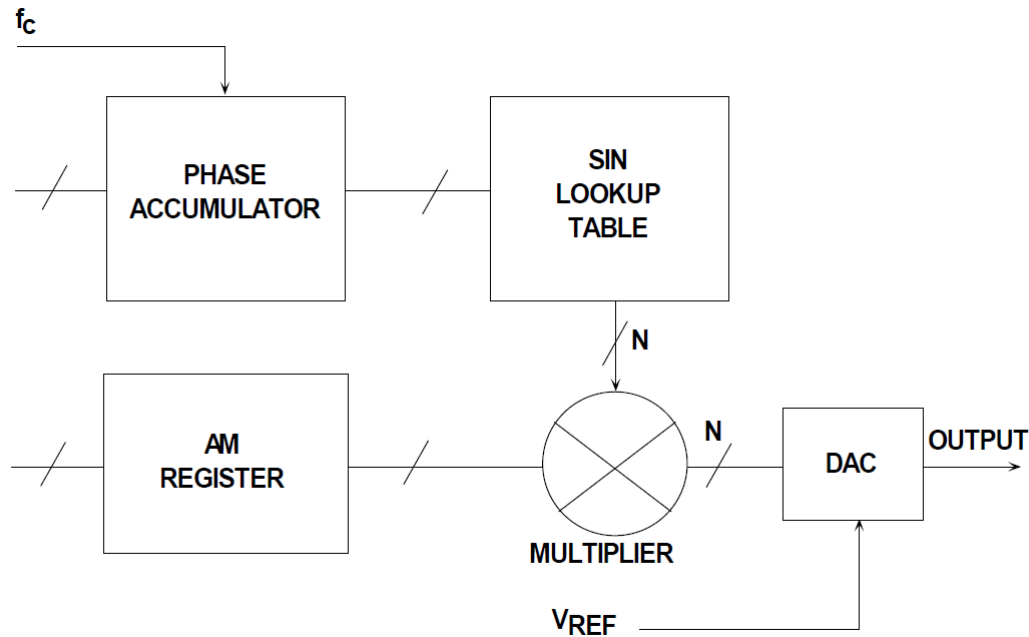 fC
PHASE
ACCUMULATOR
SIN
LOOKUP
TABLE
N
AM
REGISTER
N
DAC
OUTPUT
MULTIPLIER
VREF